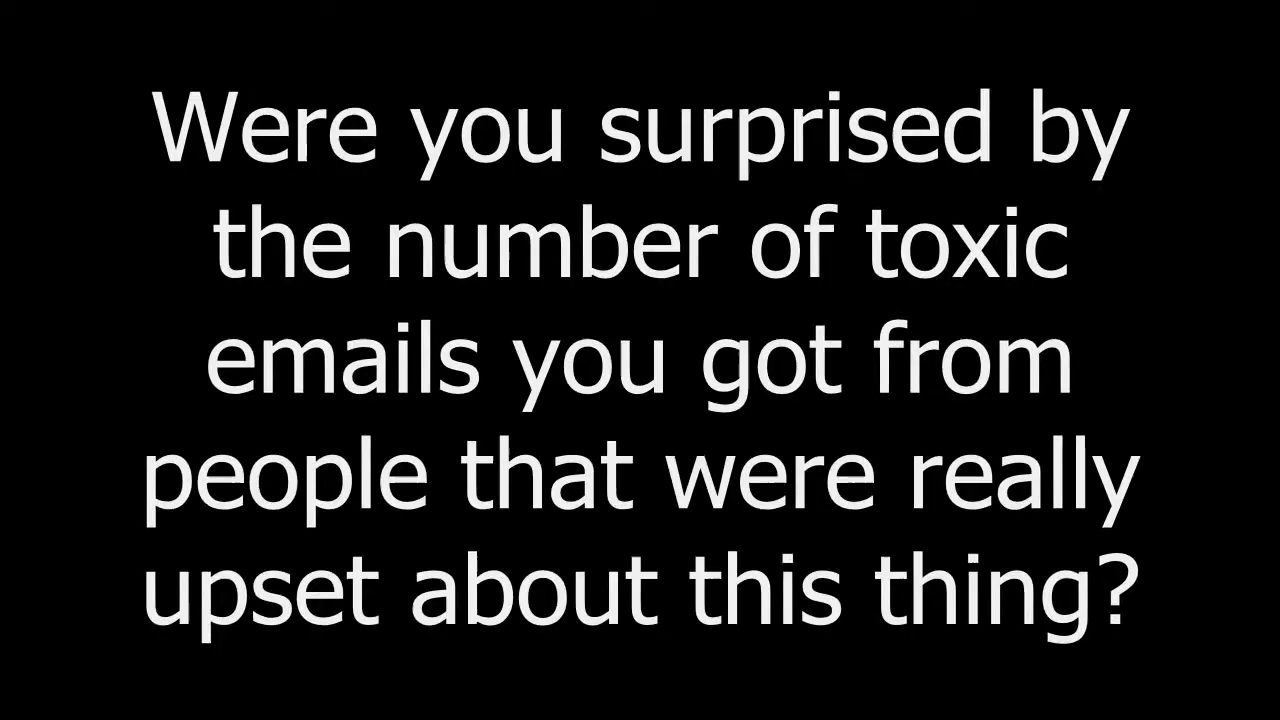 Were you surprised by
the number of toxic
emails you got from
people that were really
upset about this thing?